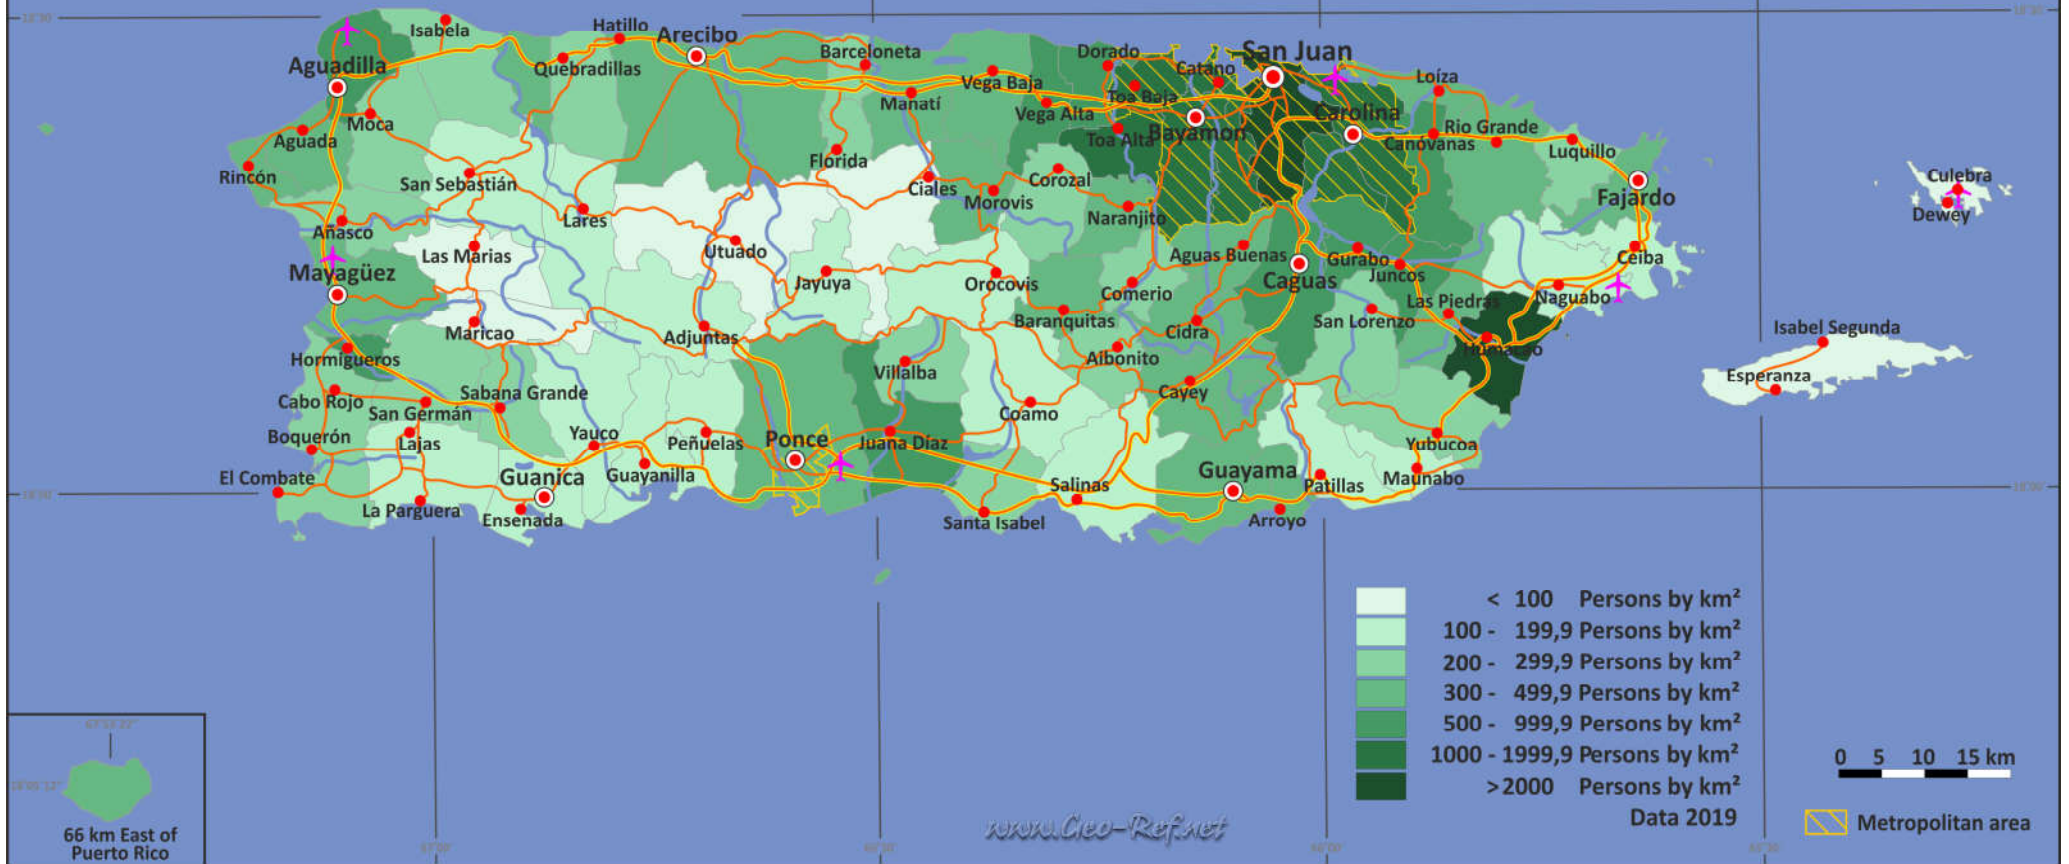 Isabela
Hatillo
Arecibo
Quebradillas
Barceloneta
Aguadilla
Moca
Aguada
Rincón
San Sebastián
Añasco
Lares
Las Marias
Mayagüez
Maricao
Hormigueros
Cabo Rojo
San Germán
Sabana Grande
Boquerón
Lajas
El Combate
La Parguera
Guanica
Ensenada
Yauco
Guayanilla
Peñuelas
Ponce
Adjuntas
Utuado
Jayuya
Florida
Ciales
Manatí
Vega Baja
Vega Alta
Dorado
Toa Baja
Toa Alta
Catano
San Juan
Bayamon
Carolina
Loíza
Canóvanas
Rio Grande
Luquillo
Fajardo
Corozal
Morovis
Naranjito
Orocovis
Comerio
Baranquitas
Aguas Buenas
Caguas
Gurabo
Juncos
Las Piedras
San Lorenzo
Humacao
Naguabo
Ceiba
Cidra
Aibonito
Cayey
Villalba
Coamo
Juana Díaz
Santa Isabel
Salinas
Guayama
Arroyo
Patillas
Maunabo
Yubucoa
Culebra
Dewey
Isabel Segunda
Esperanza
< 100 Persons by km²
100 - 199,9 Persons by km²
200 - 299,9 Persons by km²
300 - 499,9 Persons by km²
500 - 999,9 Persons by km²
1000 - 1999,9 Persons by km²
>2000 Persons by km²
Data 2019
0 5 10 15 km
Metropolitan area
66 km East of
Puerto Rico
www.Geo-Ref.net